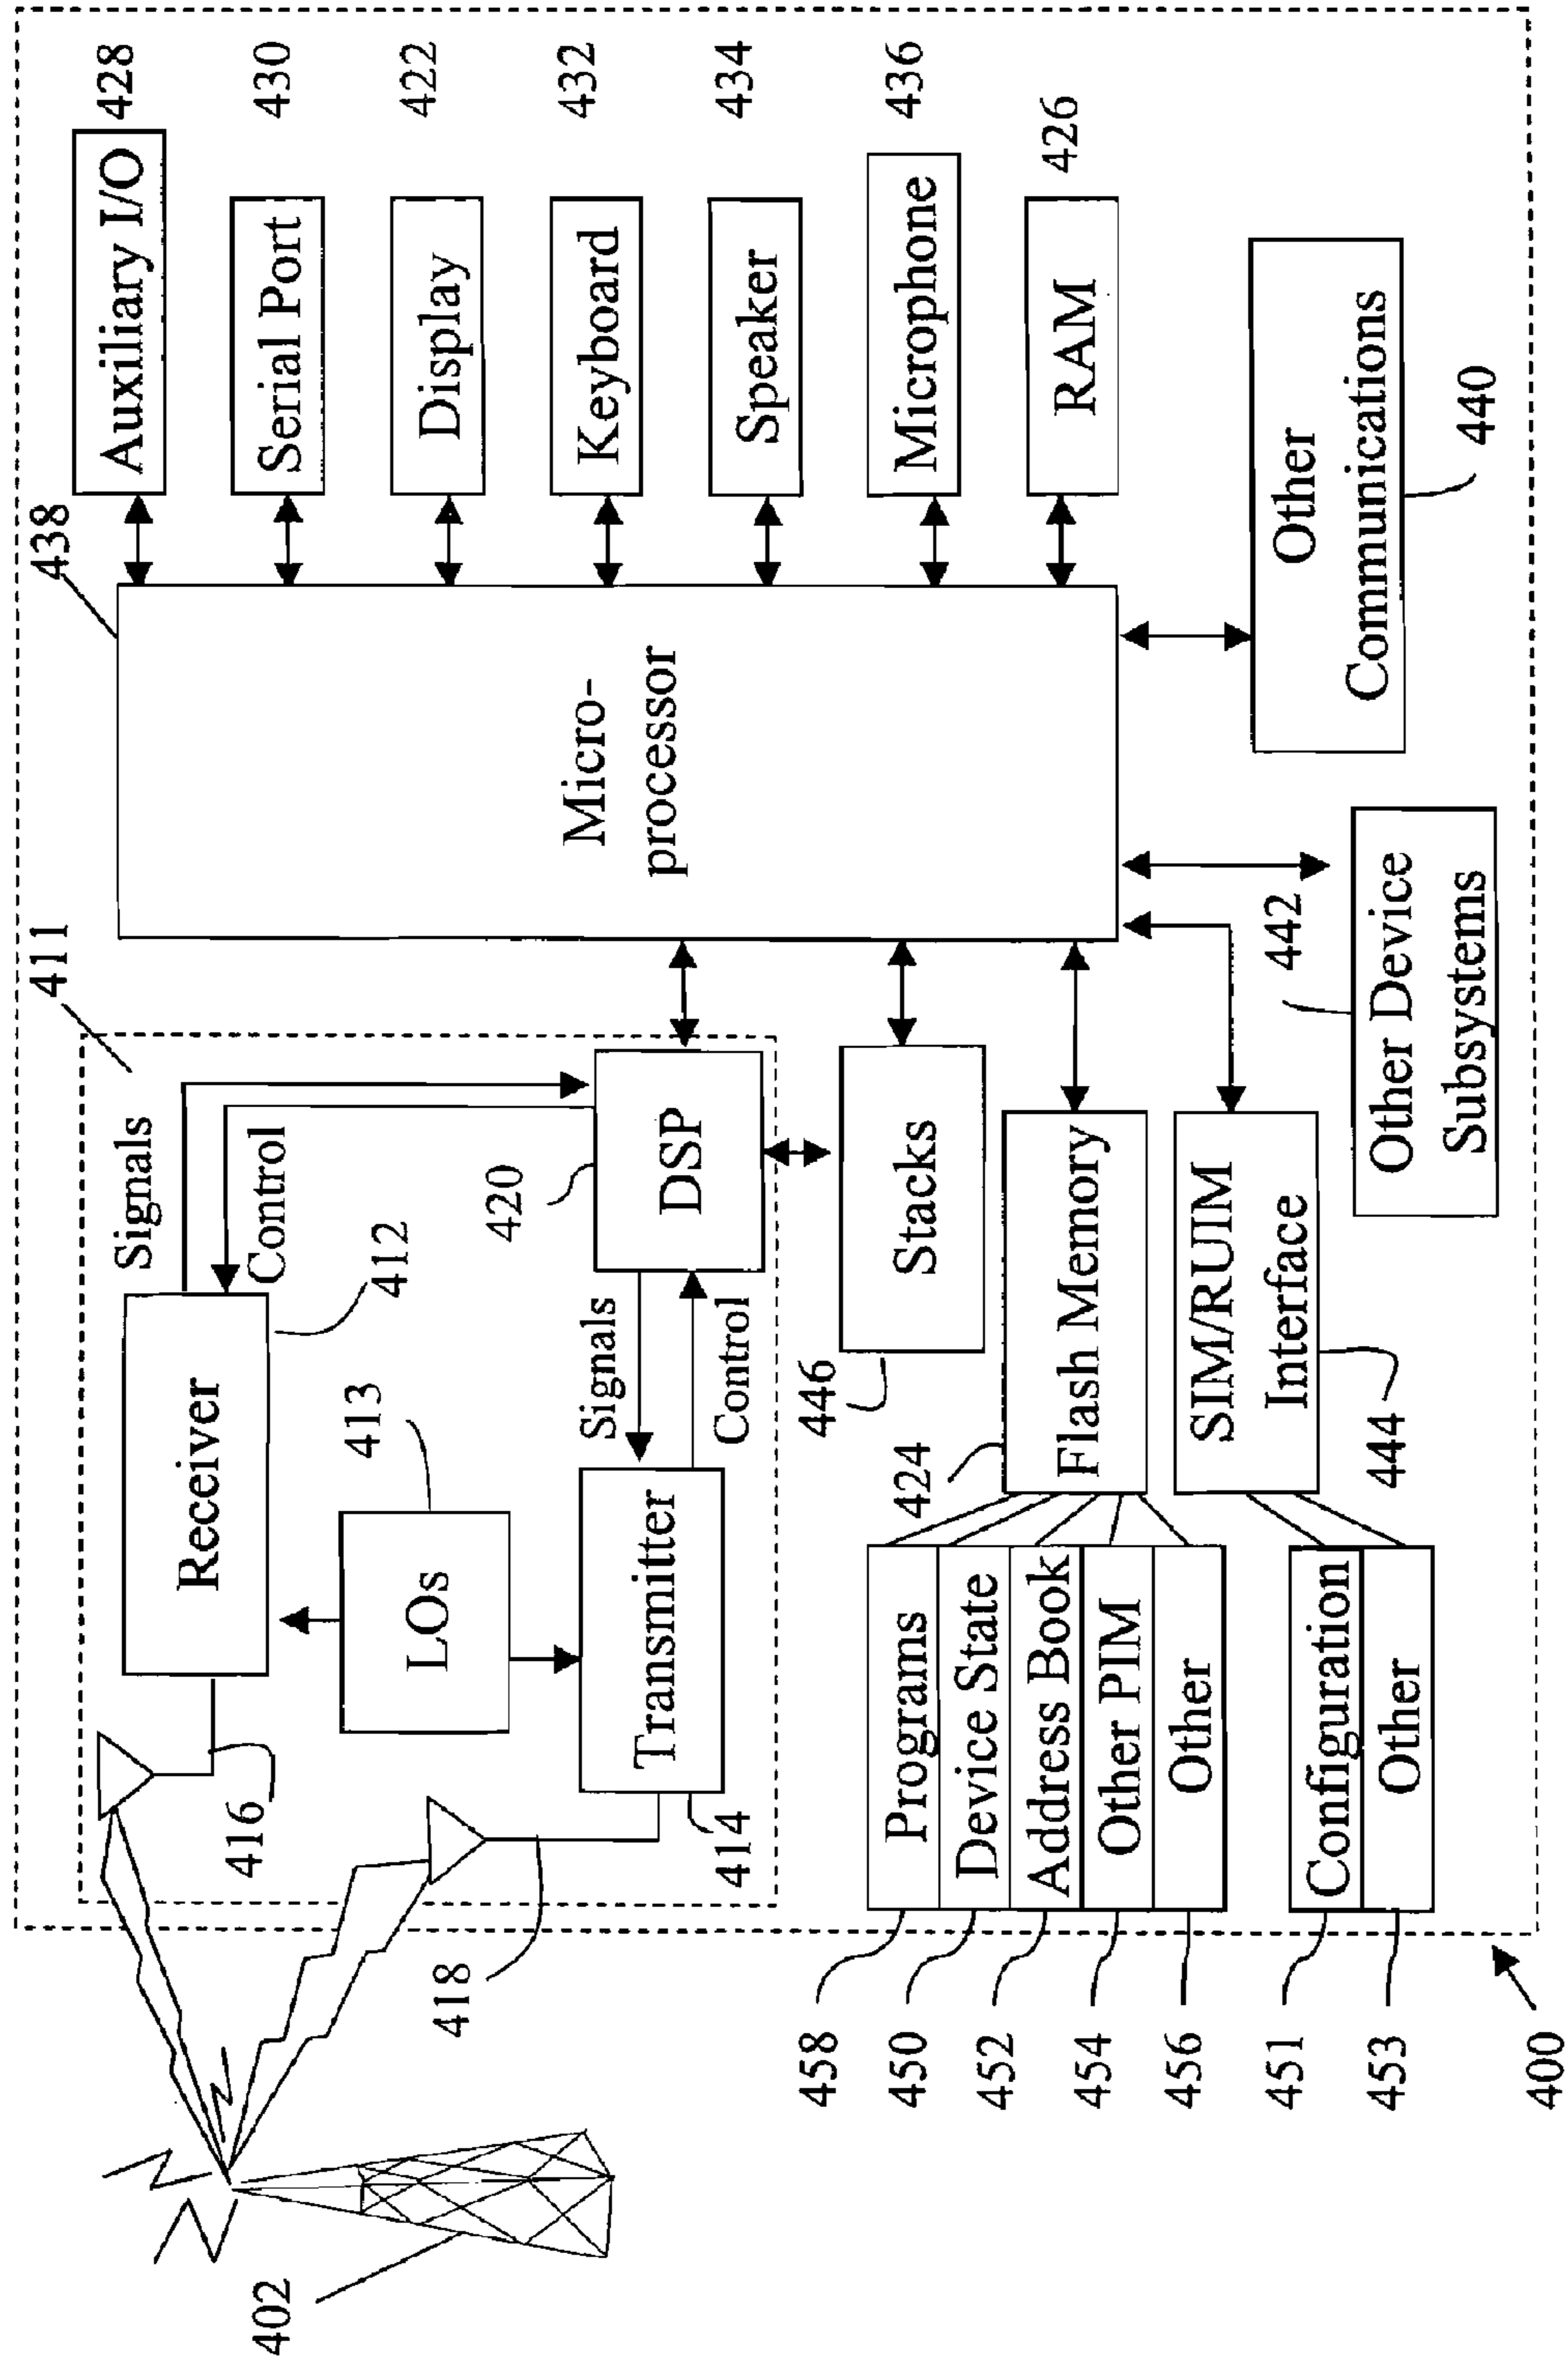 438
Auxiliary I/O
428
Serial Port
430
Display
422
Keyboard
432
Speaker
434
Microphone
436
RAM
426
Micro-
processor
Other
Communications
440
442
Other Device
Subsystems
411
Signals
Control
Receiver
412
416
LOs
413
420
DSP
Signals
Control
Transmitter
414
418
402
Stacks
446
Flash Memory
424
SIM/RUIM
Interface
444
Programs
Device State
Address Book
Other PIM
Other
Configuration
Other
458
450
452
454
456
451
453
400